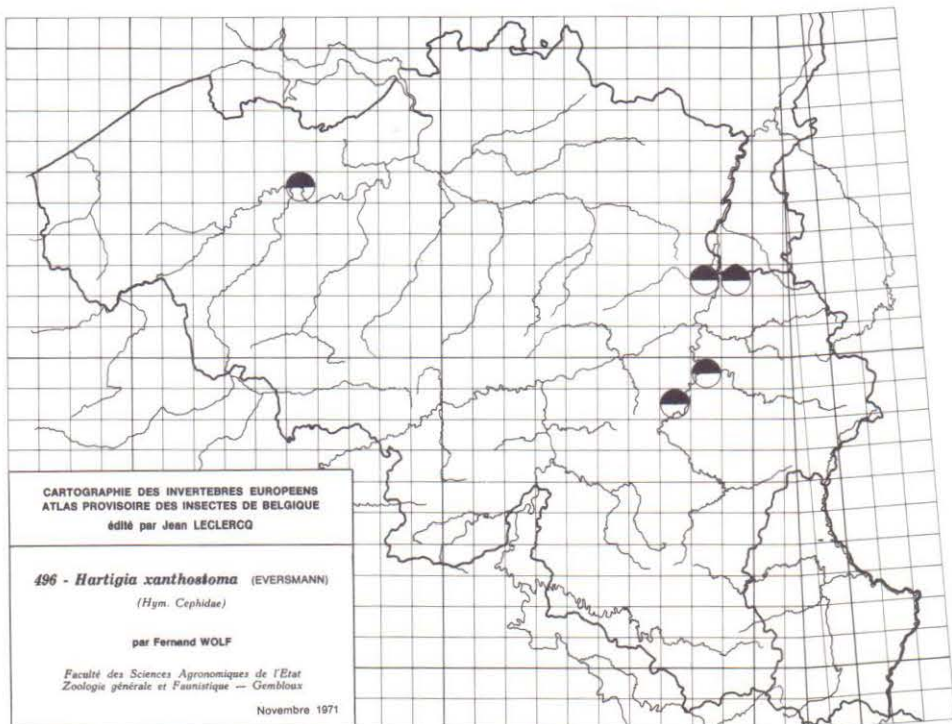 CARTOGRAPHIE DES INVERTEBRES EUROPEENS
ATLAS PROVISOIRE DES INSECTES DE BELGIQUE
édité par Jean LECLERCQ
496 - Hartigia xanthostoma (EVERSMANN)
(Hym. Cephidae)
par Fernand WOLF
Faculté des Sciences Agronomiques de l'Etat
Zoologie générale et Faunistique — Gembloux
Novembre 1971